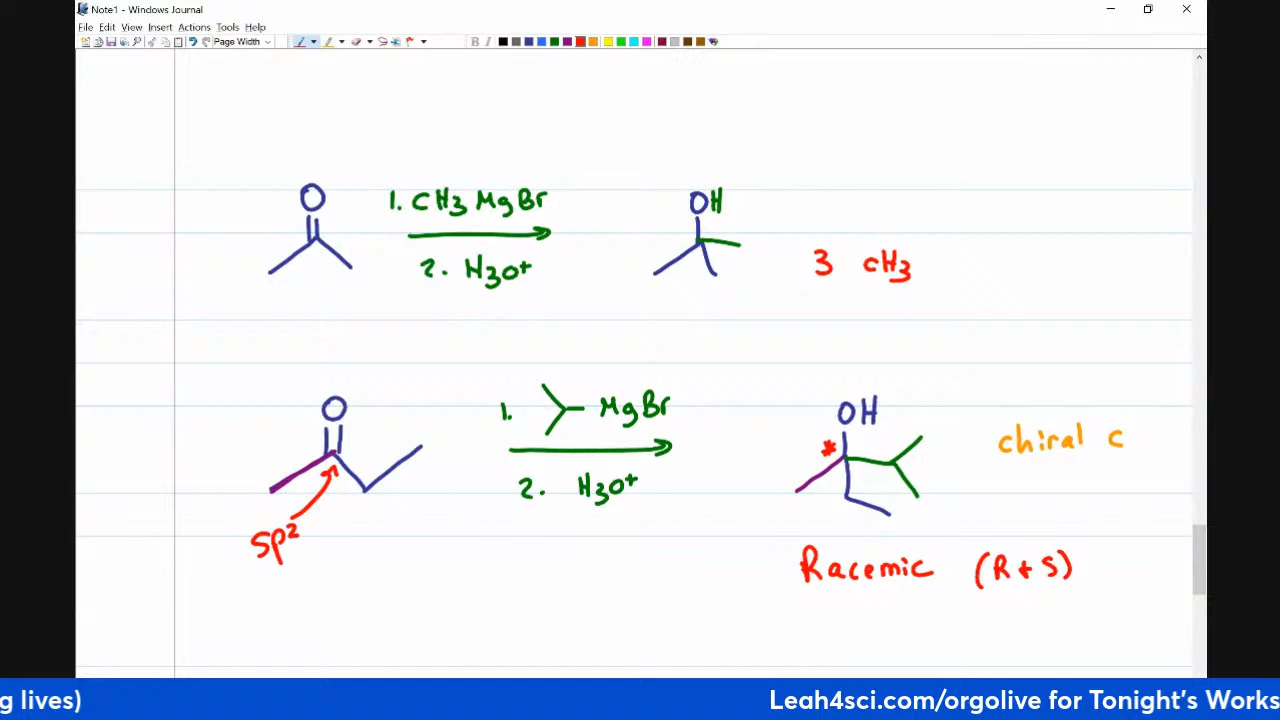 Note1 - Windows Journal
File Edit View Insert Actions Tools Help
Page Width
B I
O
1. CH3 MgBr
2. H3O+
OH
3 CH3
O
sp²
1. MgBr
2. H3O+
OH
*
chiral c
Racemic (R + S)
g lives)
Leah4sci.com/orgolive for Tonight's Works